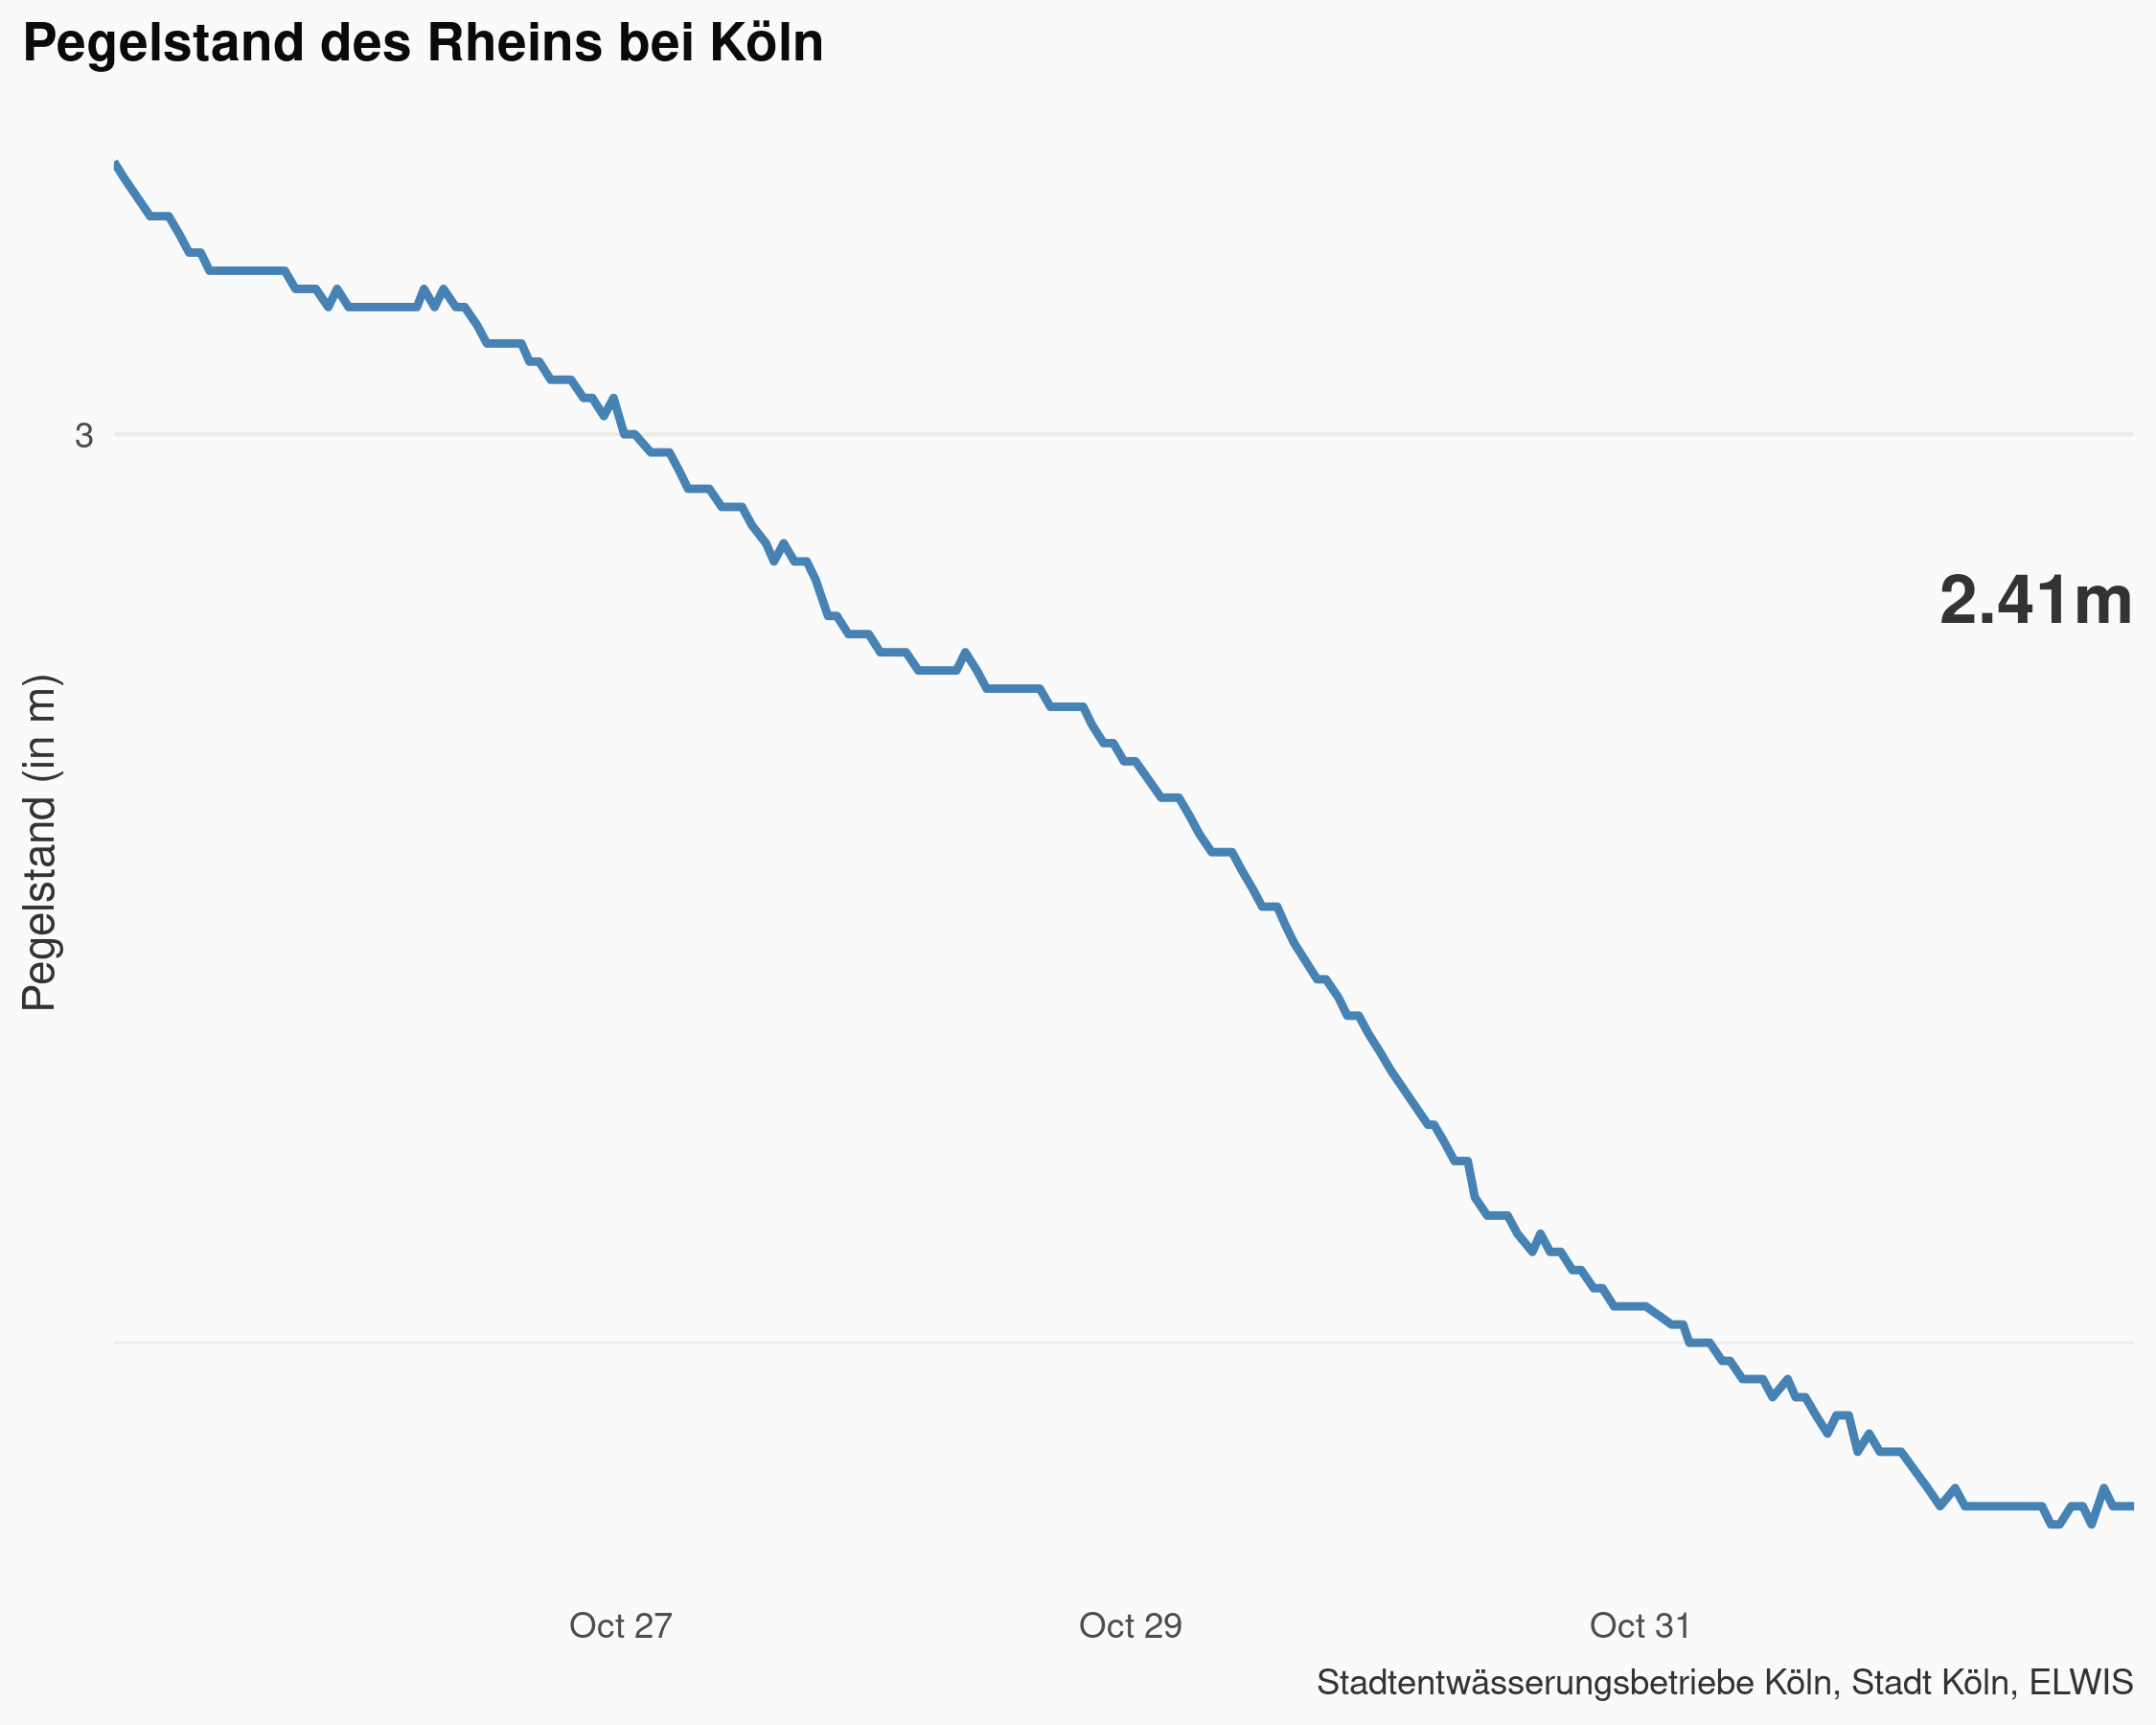 Pegelstand des Rheins bei Köln
Pegelstand (in m)
3
2.41m
Oct 27
Oct 29
Oct 31
Stadtentwässerungsbetriebe Köln, Stadt Köln, ELWIS